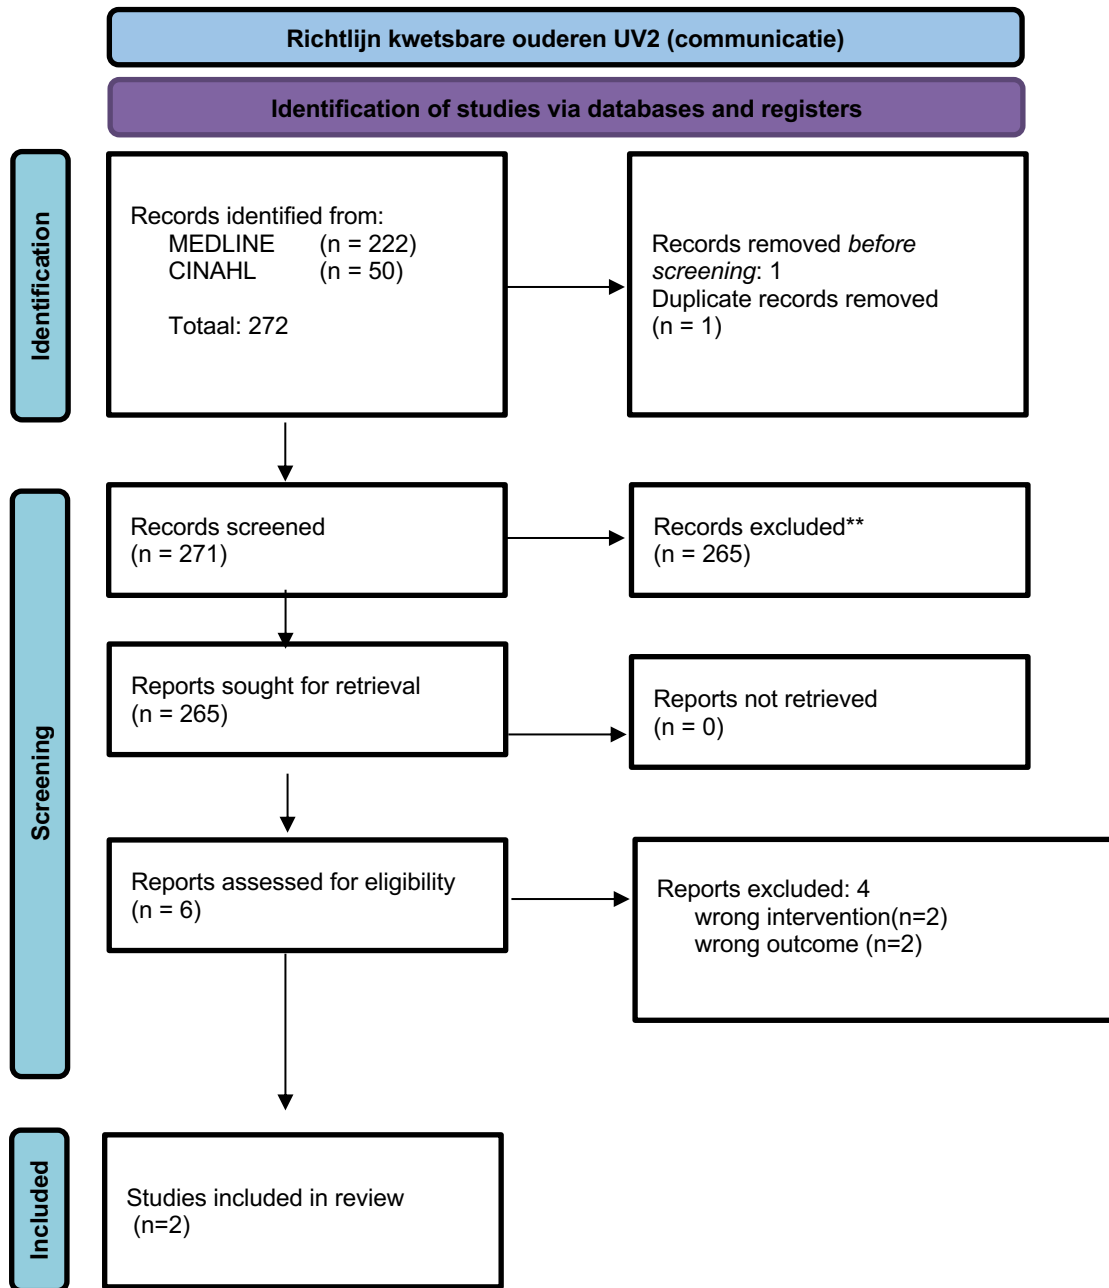 Richtlijn kwetsbare ouderen UV2 (communicatie)
Identification of studies via databases and registers
Identification
Records identified from:
MEDLINE (n = 222)
CINAHL (n = 50)
Totaal: 272
Records removed before
screening: 1
Duplicate records removed
(n = 1)
Screening
Records screened
(n = 271)
Records excluded**
(n = 265)
Reports sought for retrieval
(n = 265)
Reports not retrieved
(n = 0)
Reports assessed for eligibility
(n = 6)
Reports excluded: 4
wrong intervention(n=2)
wrong outcome (n=2)
Included
Studies included in review
(n=2)